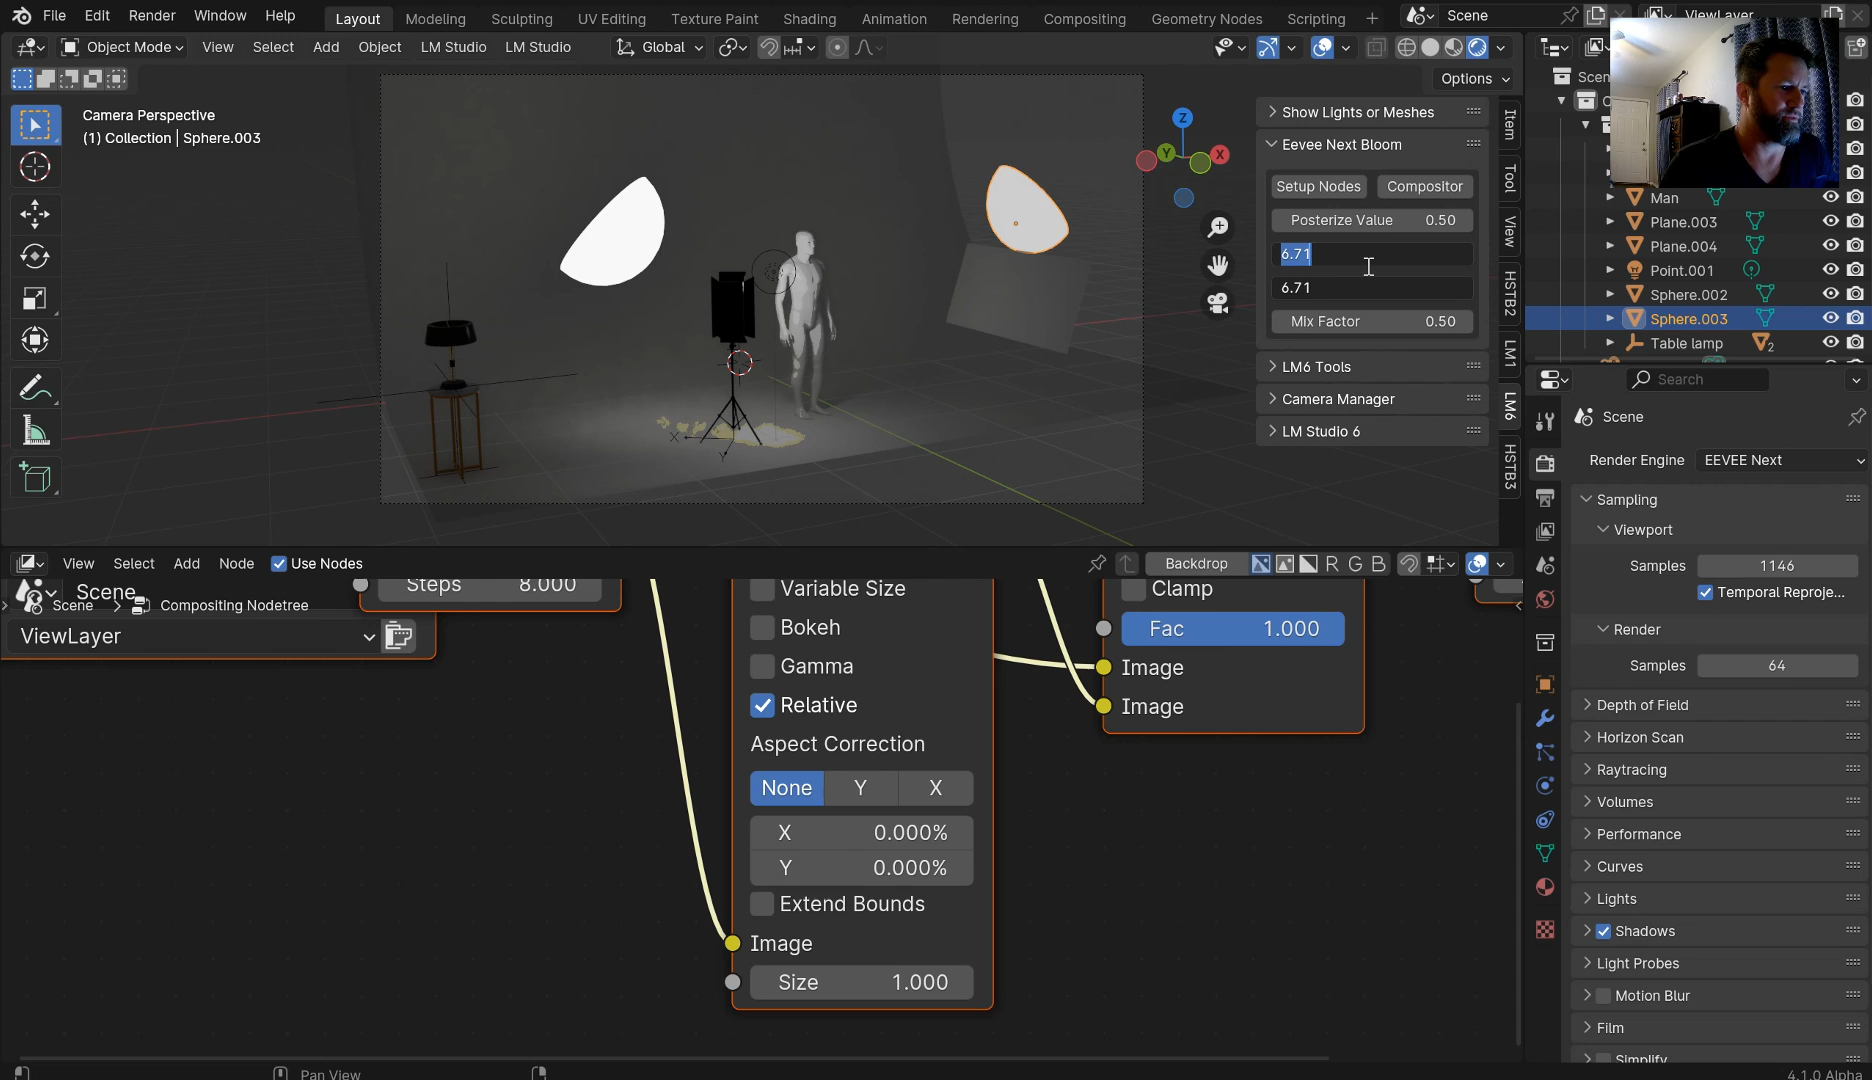 File Edit Render Window Help Layout Modeling Sculpting UV Editing Texture Paint Shading Animation Rendering Compositing Geometry Nodes Scripting + Scene ViewLayer
Object Mode View Select Add Object LM Studio LM Studio Global
Options
Camera Perspective
(1) Collection | Sphere.003
Z
Y
X
Show Lights or Meshes
Eevee Next Bloom
Setup Nodes Compositor
Posterize Value 0.50
6.71
6.71
Mix Factor 0.50
LM6 Tools
Camera Manager
LM Studio 6
Item
Tool
View
HSTB2
LM1
LM6
HSTB3
Man
Plane.003
Plane.004
Point.001
Sphere.002
Sphere.003
Table lamp 2
Search
Scene
Render Engine EEVEE Next
Sampling
Viewport
Samples 1146
Temporal Reproje...
Render
Samples 64
Depth of Field
Horizon Scan
Raytracing
Volumes
Performance
Curves
Lights
Shadows
Light Probes
Motion Blur
Film
Simplify
View Select Add Node Use Nodes Backdrop R G B
Scene
Scene > Compositing Nodetree
ViewLayer
Steps 8.000
Variable Size
Bokeh
Gamma
Relative
Aspect Correction
None Y X
X 0.000%
Y 0.000%
Extend Bounds
Image
Size 1.000
Clamp
Fac 1.000
Image
Image
Pan View
4.1.0 Alpha